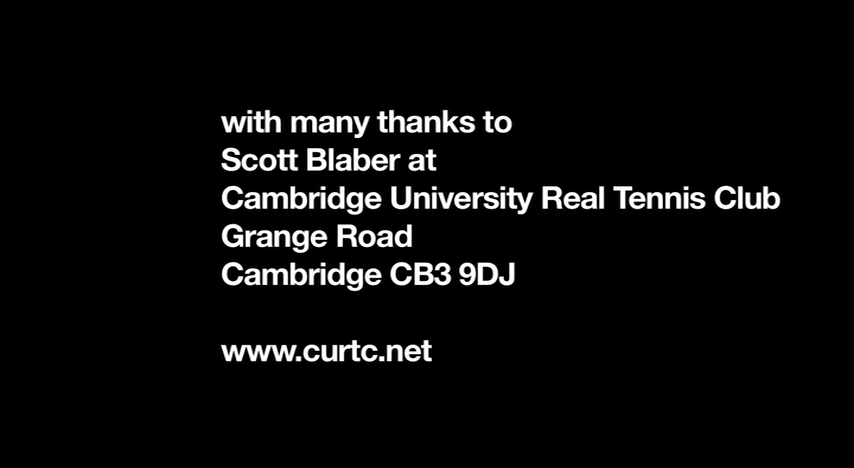 with many thanks to
Scott Blaber at
Cambridge University Real Tennis Club
Grange Road
Cambridge CB3 9DJ
www.curtc.net